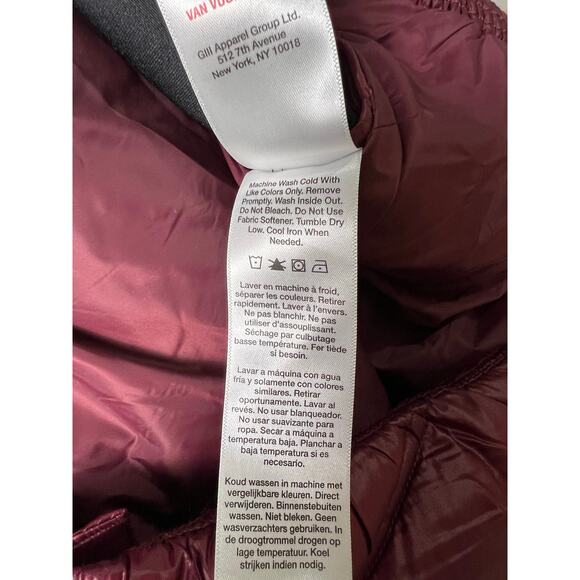 VAN
GIII Apparel Group Ltd.
512 7th Avenue
New York, NY 10018
Machine Wash Cold With
Like Colors Only. Remove
Promptly. Wash Inside Out.
Do Not Bleach. Do Not Use
Fabric Softener. Tumble Dry
Low. Cool Iron When
Needed.
Laver en machine à froid,
séparer les couleurs. Retirer
rapidement. Laver à l'envers.
Ne pas blanchir. Ne pas
utiliser d'assouplissant.
Séchage par culbutage
basse température. Fer tiède
si besoin.
Lavar a máquina con agua
fría y solamente con colores
similares. Retirar
oportunamente. Lavar al
revés. No usar blanqueador.
No usar suavizante para
ropa. Secar a máquina a
temperatura baja. Planchar a
baja temperatura si es
necesario.
Koud wassen in machine met
vergelijkbare kleuren. Direct
verwijderen. Binnenstebuiten
wassen. Niet bleken. Geen
wasverzachters gebruiken. In
de droogtrommel drogen op
lage temperatuur. Koel
strijken indien nodig.